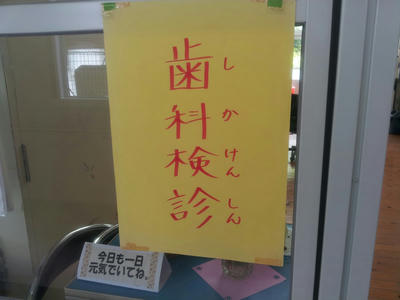 歯科検診
しかけんしん
今日も一日
元気でいてね。